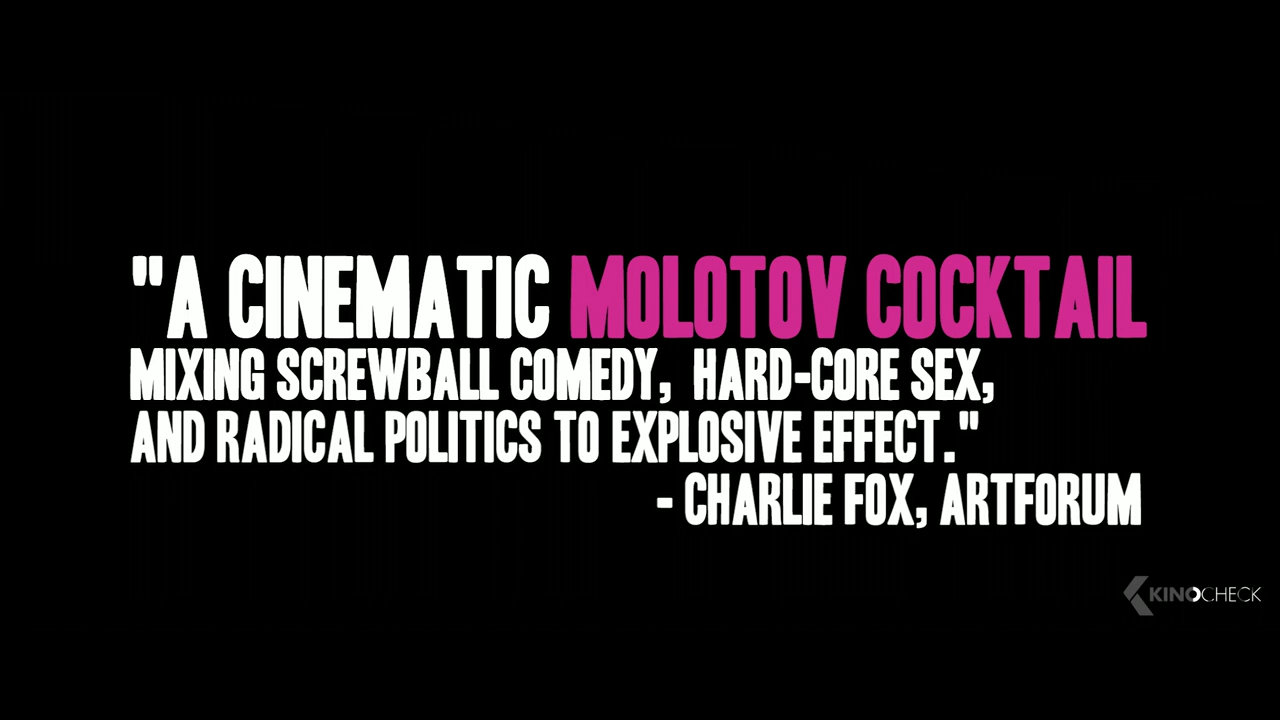 "A CINEMATIC MOLOTOV COCKTAIL
MIXING SCREWBALL COMEDY, HARD-CORE SEX,
AND RADICAL POLITICS TO EXPLOSIVE EFFECT."
- CHARLIE FOX, ARTFORUM
KINOCHECK